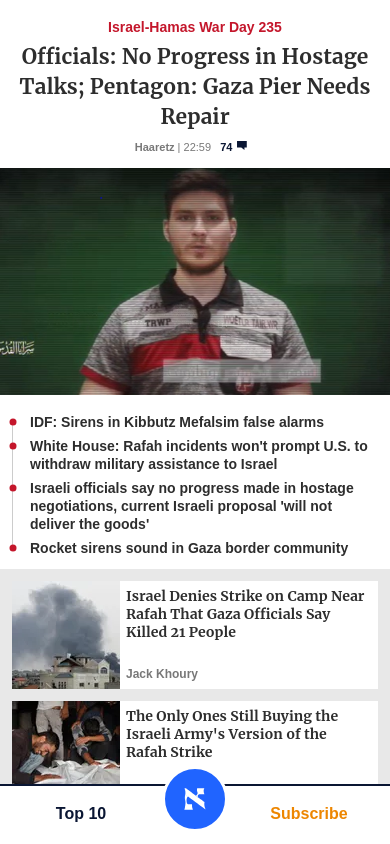 Israel-Hamas War Day 235
Officials: No Progress in Hostage
Talks; Pentagon: Gaza Pier Needs
Repair
Haaretz | 22:59 74
TRWP
IDF: Sirens in Kibbutz Mefalsim false alarms
White House: Rafah incidents won't prompt U.S. to
withdraw military assistance to Israel
Israeli officials say no progress made in hostage
negotiations, current Israeli proposal 'will not
deliver the goods'
Rocket sirens sound in Gaza border community
Israel Denies Strike on Camp Near
Rafah That Gaza Officials Say
Killed 21 People
Jack Khoury
The Only Ones Still Buying the
Israeli Army's Version of the
Rafah Strike
Top 10
Subscribe